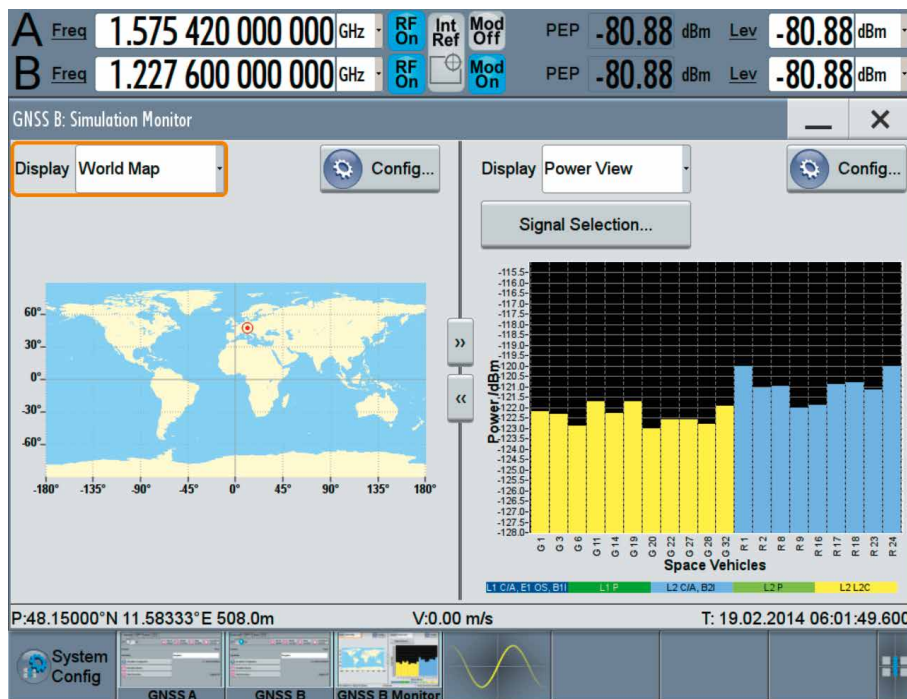 A Freq 1.575 420 000 000 GHz RF On Int Ref Mod Off PEP -80.88 dBm Lev -80.88 dBm
B Freq 1.227 600 000 000 GHz RF On Mod On PEP -80.88 dBm Lev -80.88 dBm
GNSS B: Simulation Monitor
Display World Map Config...
Display Power View Config...
Signal Selection...
60°
30°
0°
-30°
-60°
-180° -135° -90° -45° 0° 45° 90° 135° 180°
>>
<<
Power /dBm
-115.5
-116.0
-116.5
-117.0
-117.5
-118.0
-118.5
-119.0
-119.5
-120.0
-120.5
-121.0
-121.5
-122.0
-122.5
-123.0
-123.5
-124.0
-124.5
-125.0
-125.5
-126.0
-126.5
-127.0
-127.5
-128.0
G 1 G 3 G 6 G 11 G 14 G 19 G 20 G 22 G 27 G 28 G 32 R 1 R 2 R 8 R 9 R 16 R 17 R 18 R 23 R 24
Space Vehicles
L1 C/A, E1 OS, B1I L1 P L2 C/A, B2I L2 P L2 L2C
P:48.15000°N 11.58333°E 508.0m V:0.00 m/s T: 19.02.2014 06:01:49.600
System Config
GNSS A GNSS B GNSS B Monitor